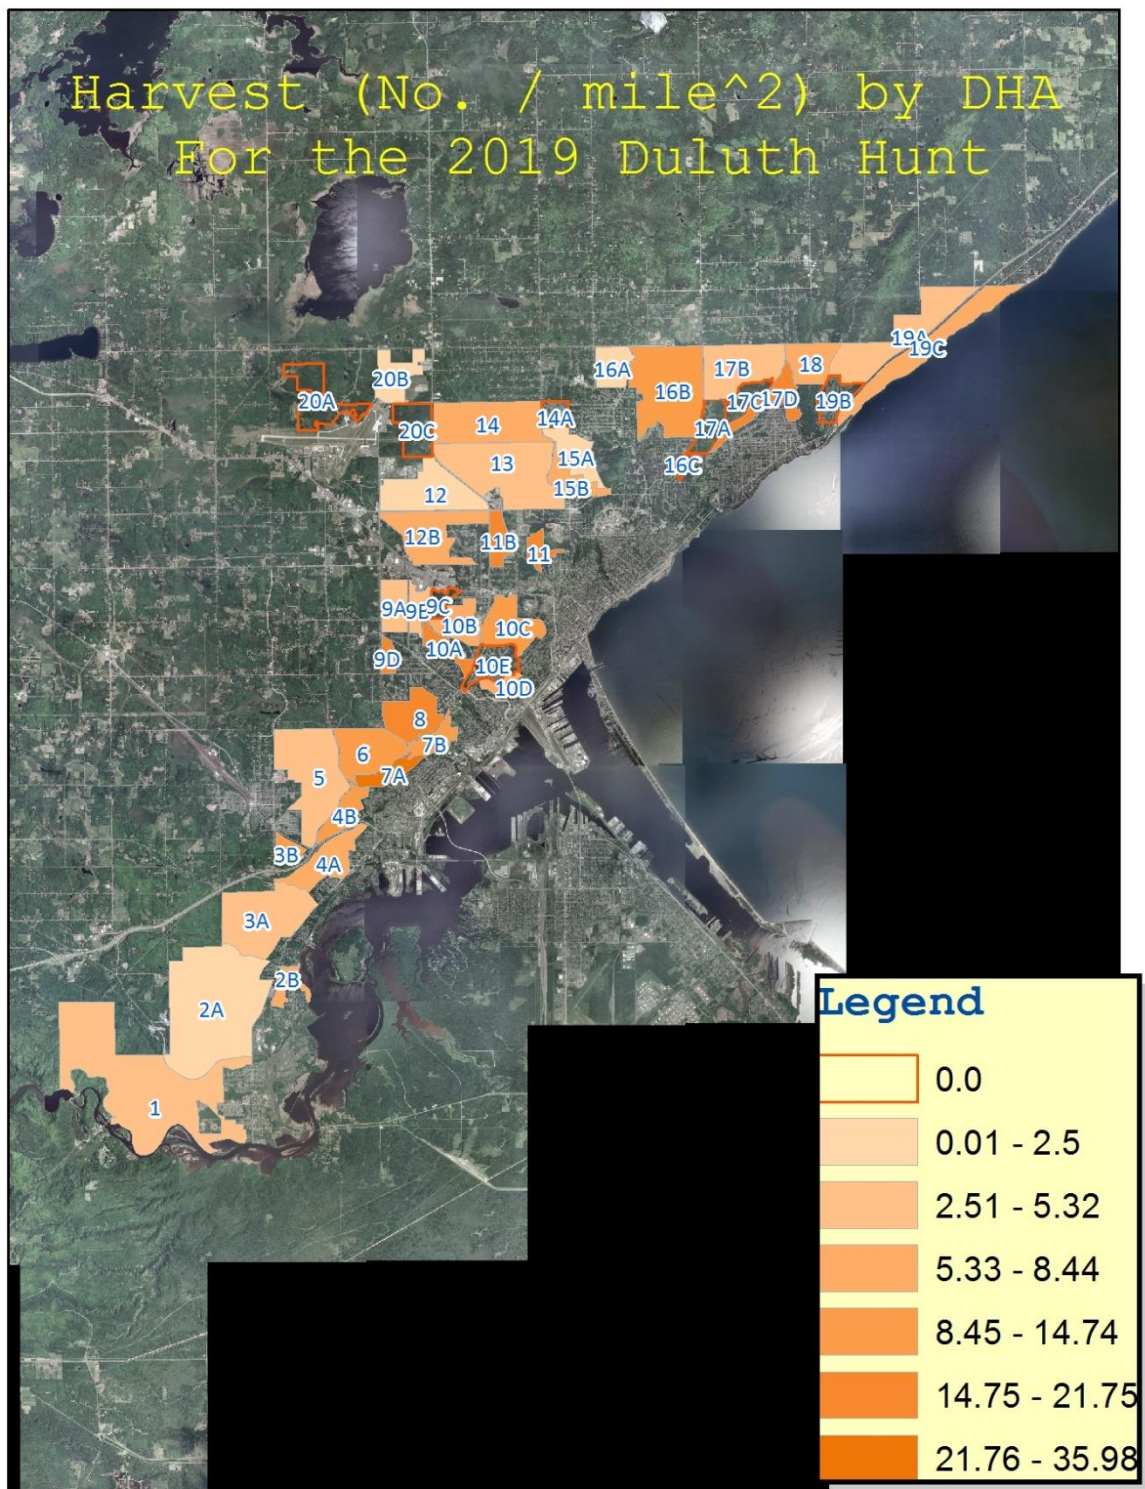 Harvest (No. / mile^2) by DHA
For the 2019 Duluth Hunt
19A
19C
16A
17B
18
20B
16B
17C
17D
19B
20A
20C
14
14A
17A
13
15A
16C
12
15B
12B
11B
11
9A
9B
9C
10B
10C
10A
9D
10E
10D
8
7B
6
5
7A
4B
3B
4A
3A
2B
2A
1
Legend
0.0
0.01 - 2.5
2.51 - 5.32
5.33 - 8.44
8.45 - 14.74
14.75 - 21.75
21.76 - 35.98